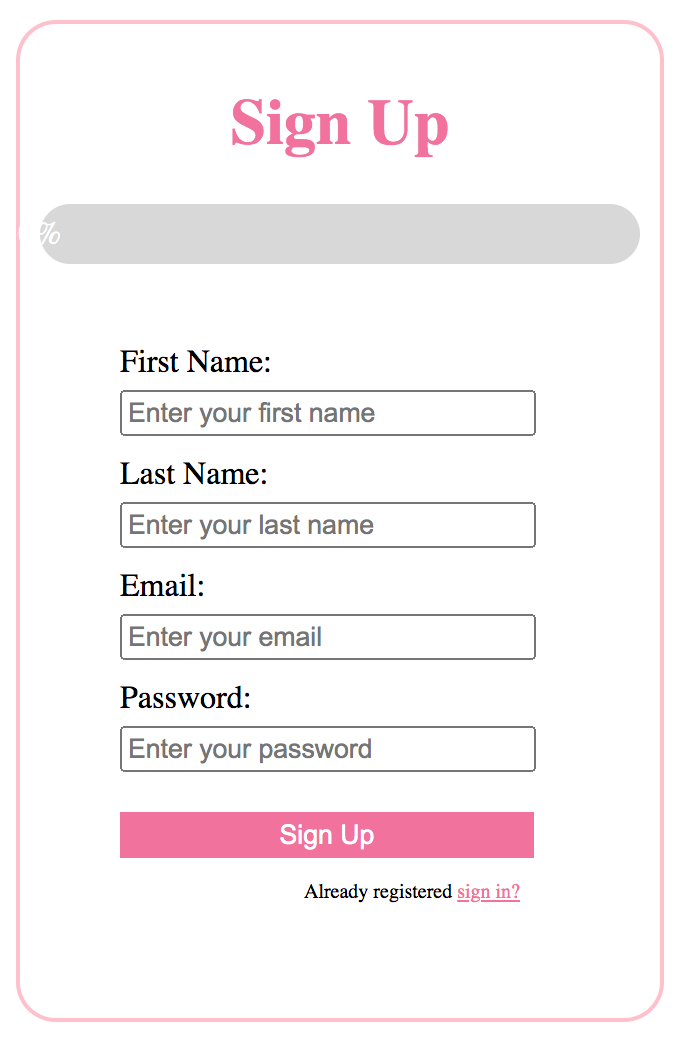 Sign Up
%
First Name:
Enter your first name
Last Name:
Enter your last name
Email:
Enter your email
Password:
Enter your password
Sign Up
Already registered sign in?